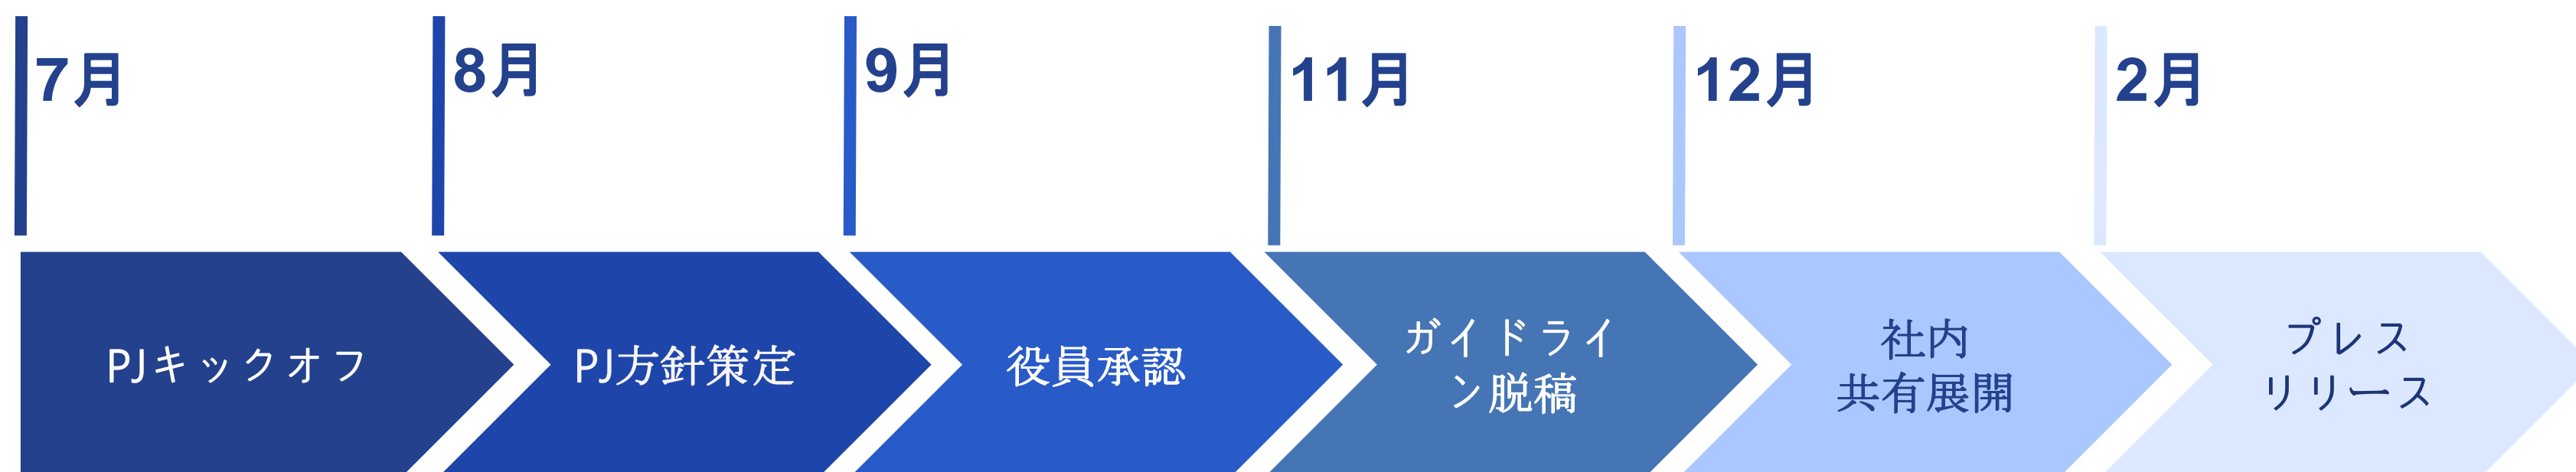 7月
8月
9月
11月
12月
2月
PJキックオフ
PJ方針策定
役員承認
ガイドライ
ン脱稿
社内
共有展開
プレス
リリース